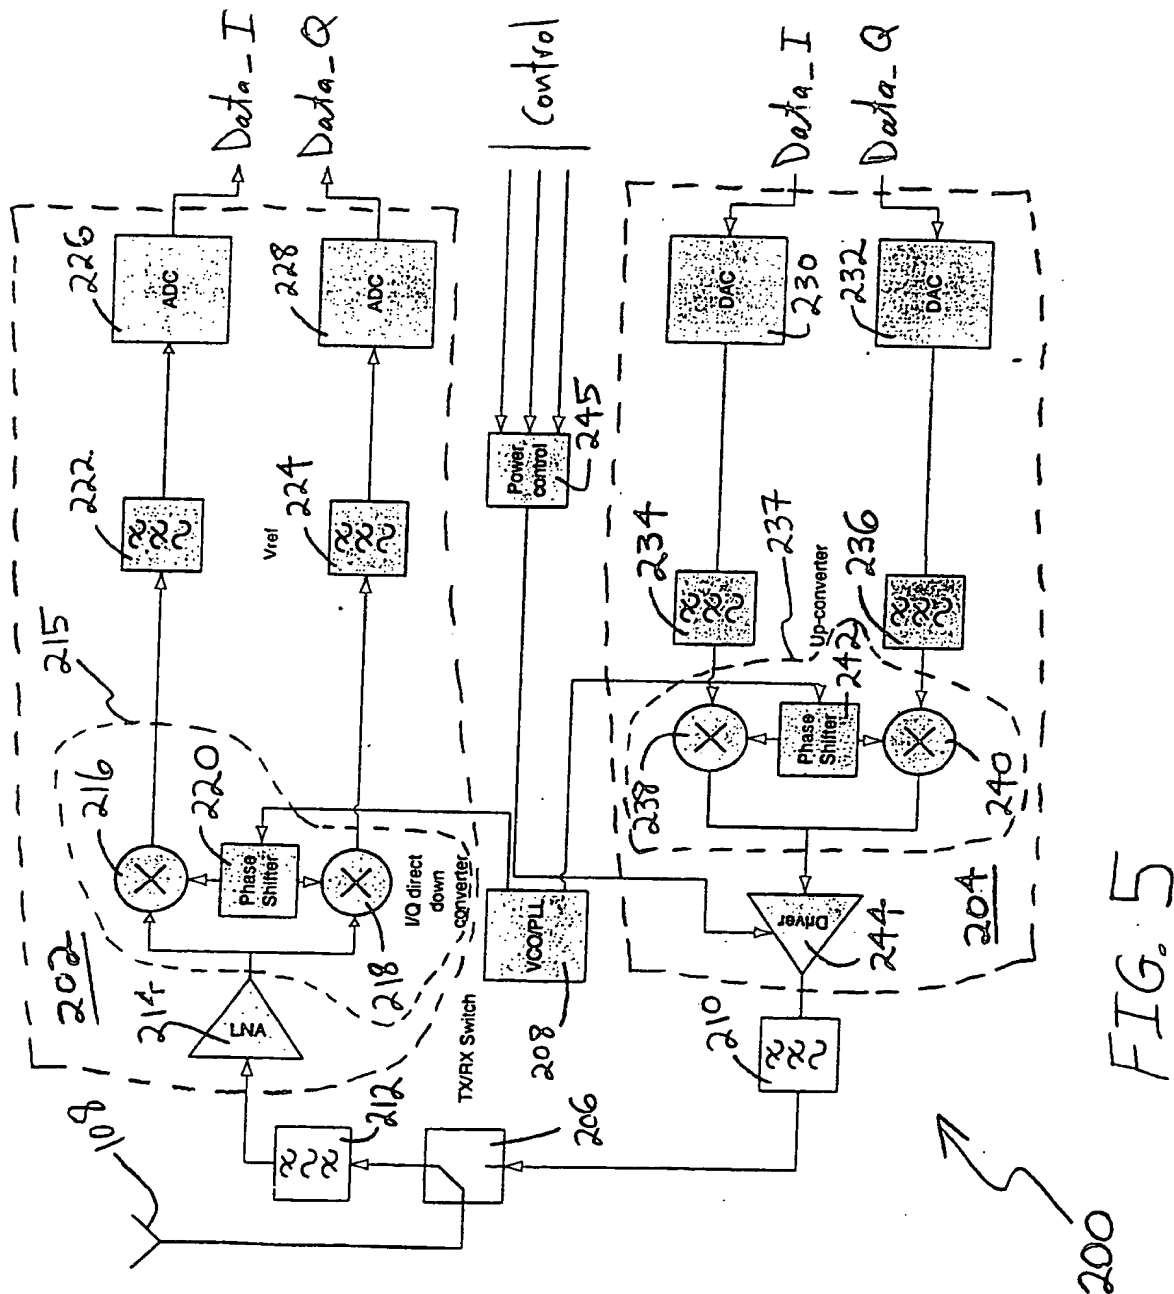 108
202
214
LNA
216
220
Phase
Shifter
218
215
I/Q direct
down
converter
222
Vref
224
226
ADC
228
ADC
Data_I
Data_Q
212
TX/RX Switch
206
VCO/PLL
208
Power
control
245
Control
210
Driver
244
204
238
Phase
Shifter
242
240
237
Up-converter
234
236
DAC
230
DAC
232
Data_I
Data_Q
200
FIG. 5